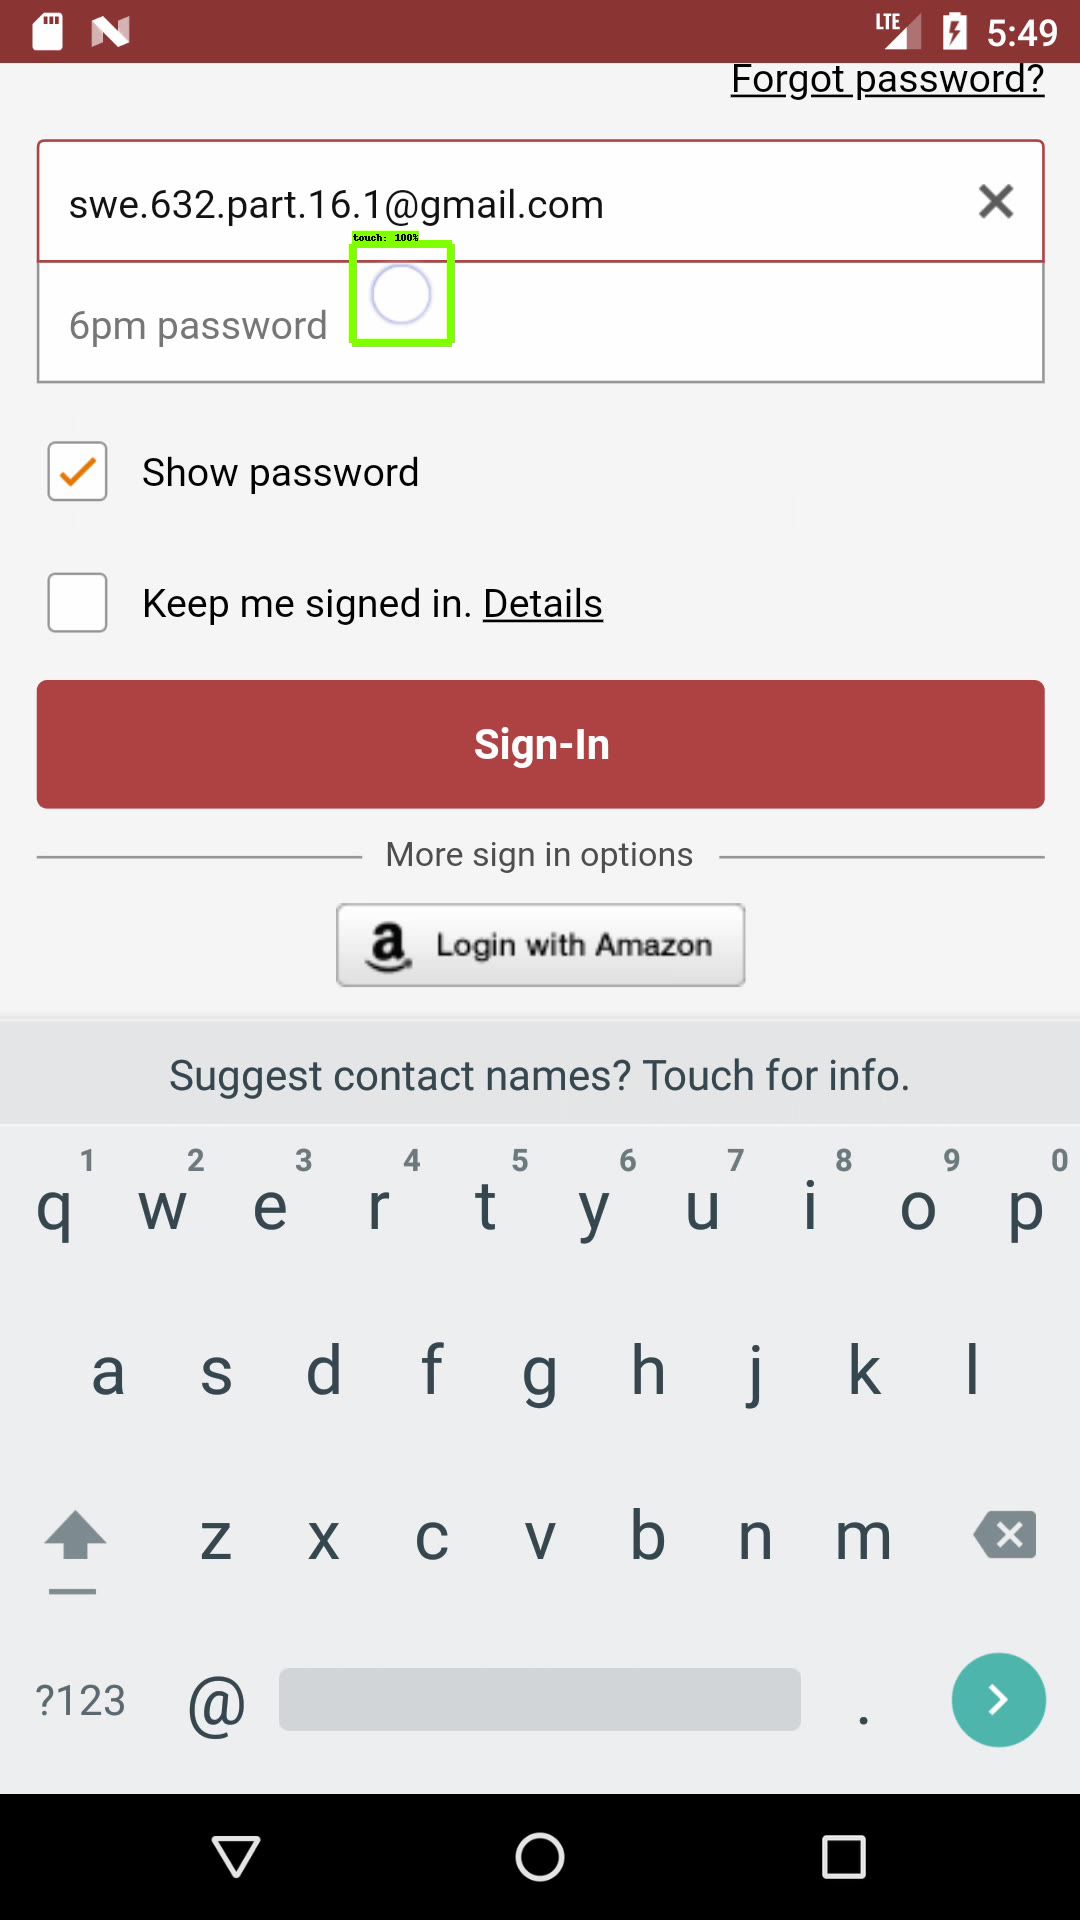 LTE 5:49
Forgot password?
swe.632.part.16.1@gmail.com
touch: 100%
6pm password
Show password
Keep me signed in. Details
Sign-In
More sign in options
a Login with Amazon
Suggest contact names? Touch for info.
1 2 3 4 5 6 7 8 9 0
q w e r t y u i o p
a s d f g h j k l
z x c v b n m
?123 @ .